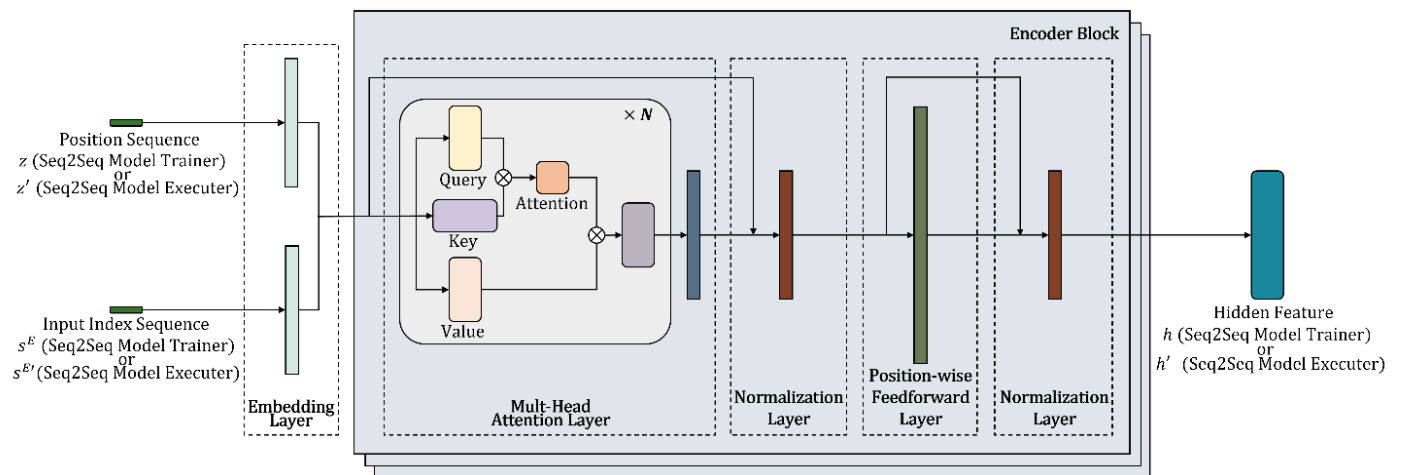 Encoder Block
× N
Position Sequence
z (Seq2Seq Model Trainer)
or
z′ (Seq2Seq Model Executer)
Query
Attention
Key
Value
Input Index Sequence
s^E (Seq2Seq Model Trainer)
or
s^E′(Seq2Seq Model Executer)
Embedding
Layer
Mult-Head
Attention Layer
Normalization
Layer
Position-wise
Feedforward
Layer
Normalization
Layer
Hidden Feature
h (Seq2Seq Model Trainer)
or
h′ (Seq2Seq Model Executer)